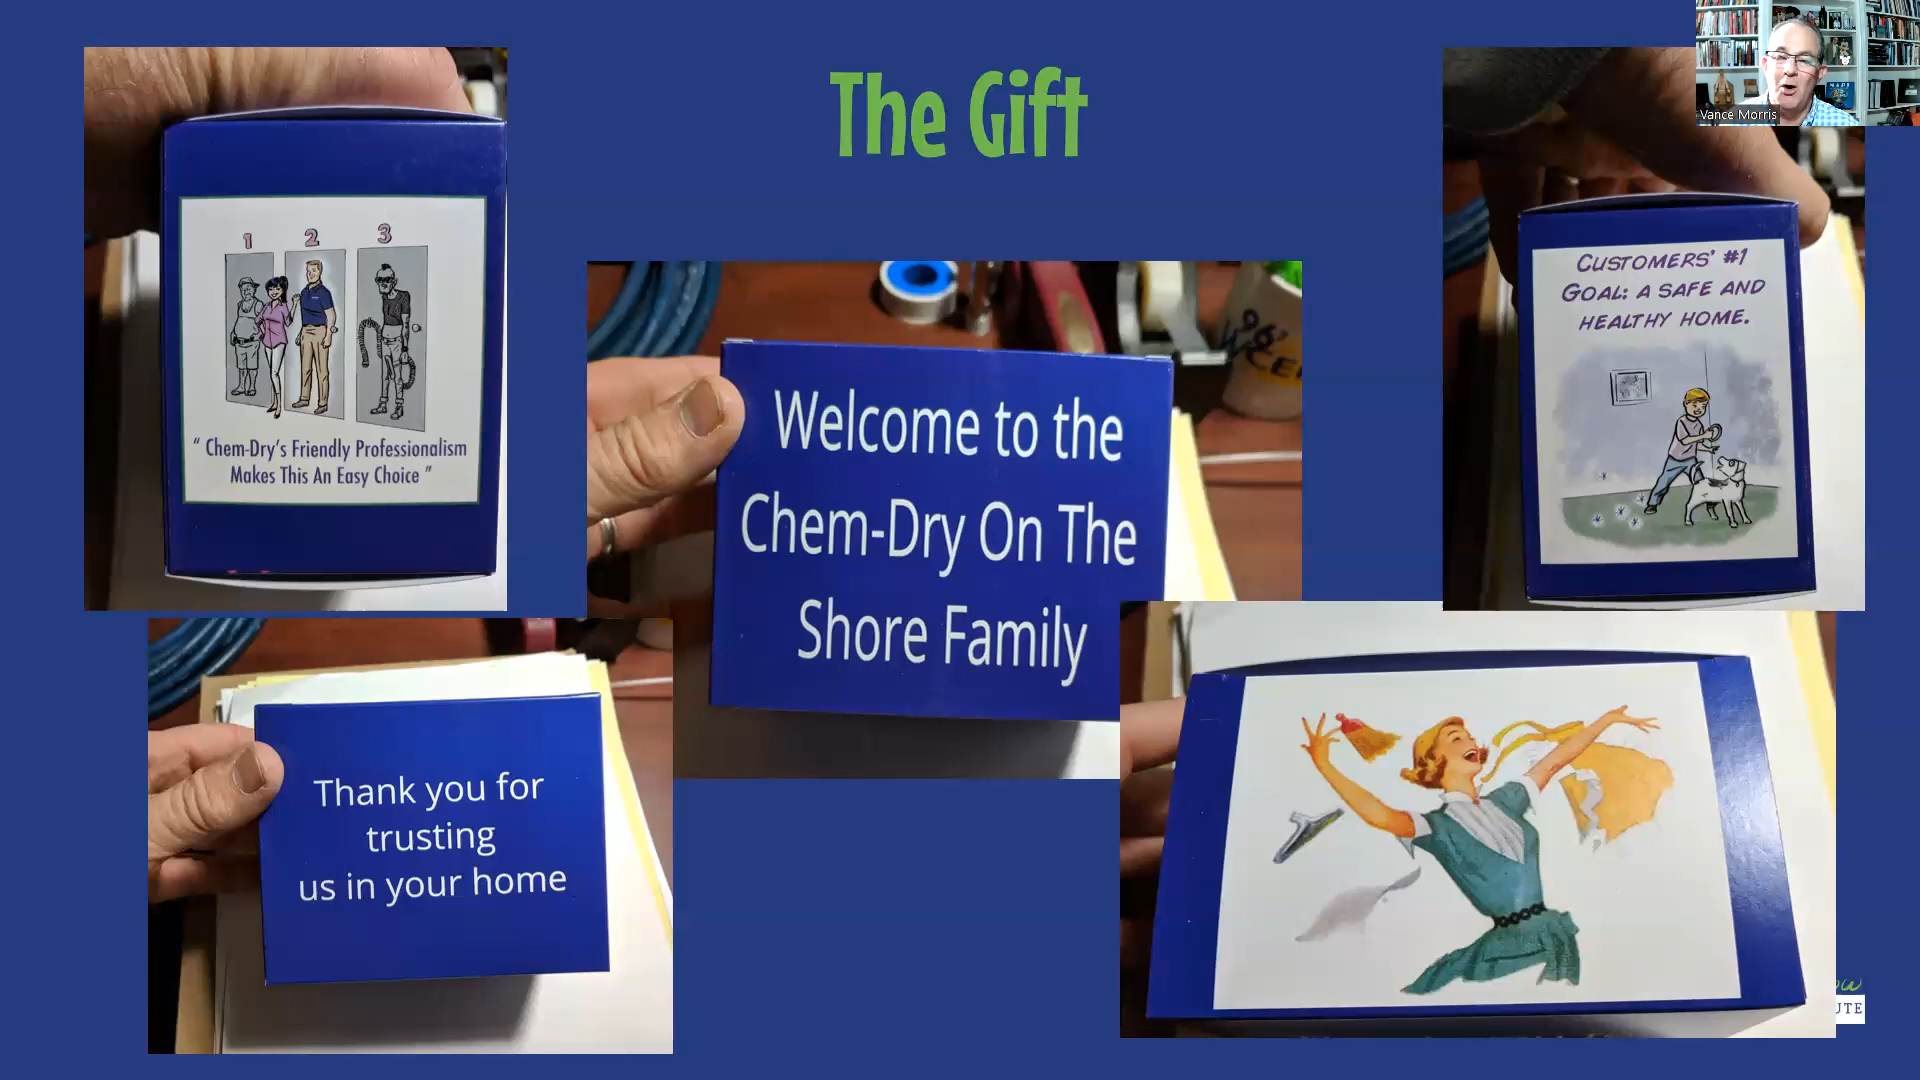 The Gift
Vance Morris
1 2 3
" Chem-Dry's Friendly Professionalism
Makes This An Easy Choice "
Welcome to the
Chem-Dry On The
Shore Family
CUSTOMERS' #1
GOAL: A SAFE AND
HEALTHY HOME.
Thank you for
trusting
us in your home